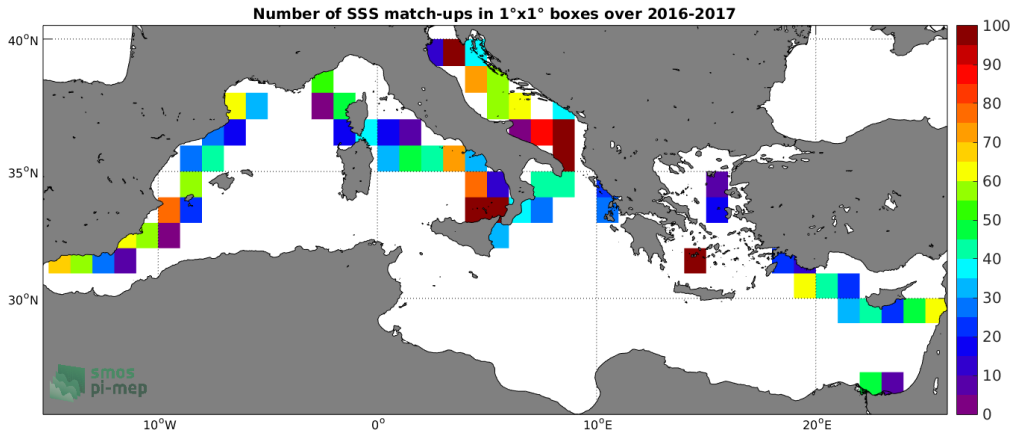 Number of SSS match-ups in 1°x1° boxes over 2016-2017
40°N
35°N
30°N
10°W
0°
10°E
20°E
100
90
80
70
60
50
40
30
20
10
0
smos
pi-mep